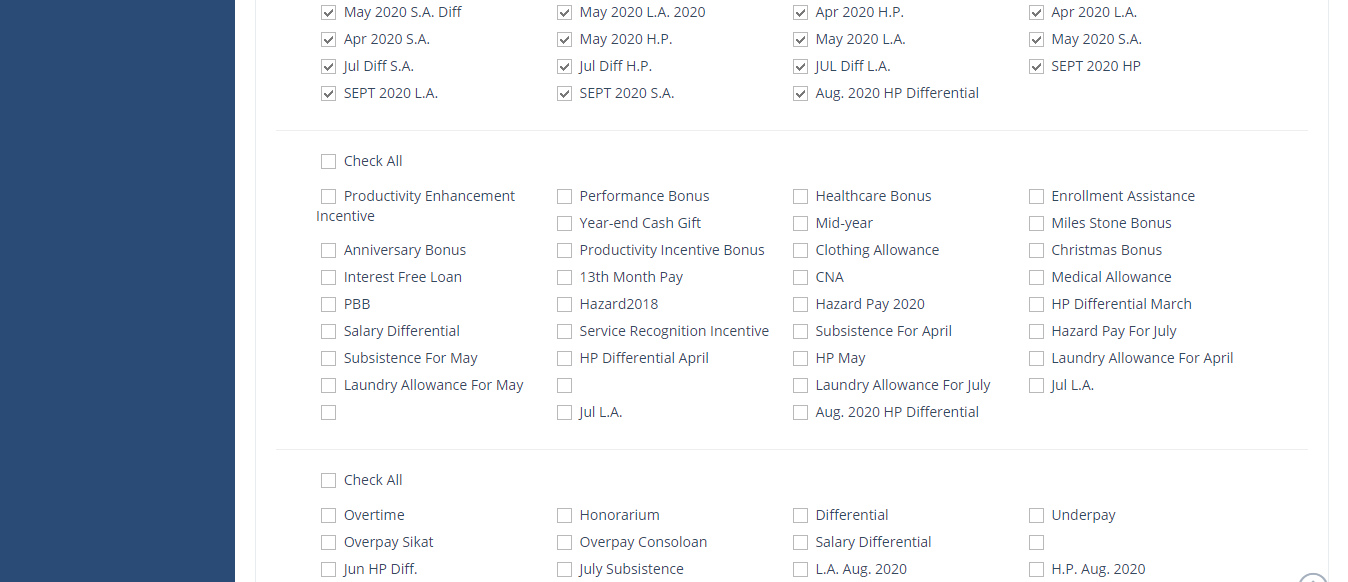 May 2020 S.A. Diff May 2020 L.A. 2020 Apr 2020 H.P. Apr 2020 L.A.
Apr 2020 S.A. May 2020 H.P. May 2020 L.A. May 2020 S.A.
Jul Diff S.A. Jul Diff H.P. JUL Diff L.A. SEPT 2020 HP
SEPT 2020 L.A. SEPT 2020 S.A. Aug. 2020 HP Differential
Check All
Productivity Enhancement Performance Bonus Healthcare Bonus Enrollment Assistance
Incentive
Year-end Cash Gift Mid-year Miles Stone Bonus
Anniversary Bonus Productivity Incentive Bonus Clothing Allowance Christmas Bonus
Interest Free Loan 13th Month Pay CNA Medical Allowance
PBB Hazard2018 Hazard Pay 2020 HP Differential March
Salary Differential Service Recognition Incentive Subsistence For April Hazard Pay For July
Subsistence For May HP Differential April HP May Laundry Allowance For April
Laundry Allowance For May Laundry Allowance For July Jul L.A.
Jul L.A. Aug. 2020 HP Differential
Check All
Overtime Honorarium Differential Underpay
Overpay Sikat Overpay Consoloan Salary Differential
Jun HP Diff. July Subsistence L.A. Aug. 2020 H.P. Aug. 2020